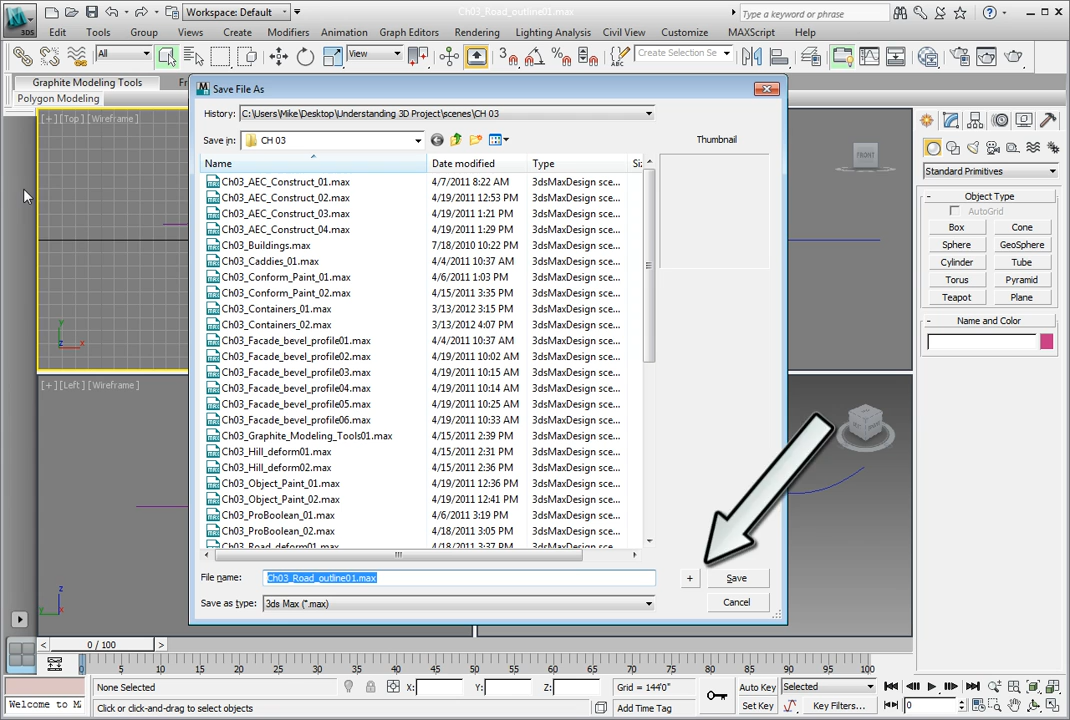 Workspace: Default
Ch03_Road_outline01.max
Type a keyword or phrase
3DS
Edit Tools Group Views Create Modifiers Animation Graph Editors Rendering Lighting Analysis Civil View Customize MAXScript Help
All
View
Create Selection Se
Graphite Modeling Tools
Polygon Modeling
[+][Top][Wireframe]
FRONT
Save File As
History: C:\Users\Mike\Desktop\Understanding 3D Project\scenes\CH 03
Save in: CH 03
Thumbnail
Name Date modified Type
Ch03_AEC_Construct_01.max 4/7/2011 8:22 AM 3dsMaxDesign sce...
Ch03_AEC_Construct_02.max 4/19/2011 12:53 PM 3dsMaxDesign sce...
Ch03_AEC_Construct_03.max 4/19/2011 1:21 PM 3dsMaxDesign sce...
Ch03_AEC_Construct_04.max 4/19/2011 1:29 PM 3dsMaxDesign sce...
Ch03_Buildings.max 7/18/2010 10:22 PM 3dsMaxDesign sce...
Ch03_Caddies_01.max 4/4/2011 10:37 AM 3dsMaxDesign sce...
Ch03_Conform_Paint_01.max 4/6/2011 1:03 PM 3dsMaxDesign sce...
Ch03_Conform_Paint_02.max 4/15/2011 3:35 PM 3dsMaxDesign sce...
Ch03_Containers_01.max 3/13/2012 3:15 PM 3dsMaxDesign sce...
Ch03_Containers_02.max 3/13/2012 4:07 PM 3dsMaxDesign sce...
Ch03_Facade_bevel_profile01.max 4/4/2011 10:37 AM 3dsMaxDesign sce...
Ch03_Facade_bevel_profile02.max 4/19/2011 10:02 AM 3dsMaxDesign sce...
Ch03_Facade_bevel_profile03.max 4/19/2011 10:15 AM 3dsMaxDesign sce...
Ch03_Facade_bevel_profile04.max 4/19/2011 10:14 AM 3dsMaxDesign sce...
Ch03_Facade_bevel_profile05.max 4/19/2011 10:25 AM 3dsMaxDesign sce...
Ch03_Facade_bevel_profile06.max 4/19/2011 10:33 AM 3dsMaxDesign sce...
Ch03_Graphite_Modeling_Tools01.max 4/15/2011 2:39 PM 3dsMaxDesign sce...
Ch03_Hill_deform01.max 4/15/2011 2:31 PM 3dsMaxDesign sce...
Ch03_Hill_deform02.max 4/15/2011 2:36 PM 3dsMaxDesign sce...
Ch03_Object_Paint_01.max 4/19/2011 12:36 PM 3dsMaxDesign sce...
Ch03_Object_Paint_02.max 4/19/2011 12:41 PM 3dsMaxDesign sce...
Ch03_ProBoolean_01.max 4/6/2011 3:19 PM 3dsMaxDesign sce...
Ch03_ProBoolean_02.max 4/18/2011 3:05 PM 3dsMaxDesign sce...
Ch03_Road_deform01.max 4/18/2011 3:37 PM 3dsMaxDesign sce...
File name: Ch03_Road_outline01.max + Save
Save as type: 3ds Max (*.max) Cancel
Standard Primitives
Object Type
AutoGrid
Box Cone
Sphere GeoSphere
Cylinder Tube
Torus Pyramid
Teapot Plane
Name and Color
[+][Left][Wireframe]
0 / 100
0 5 10 15 20 25 30 35 40 45 50 55 60 65 70 75 80 85 90 95 100
None Selected X: Y: Z: Grid = 144'0" Auto Key Selected
Welcome to M Click or click-and-drag to select objects Add Time Tag Set Key Key Filters... 0